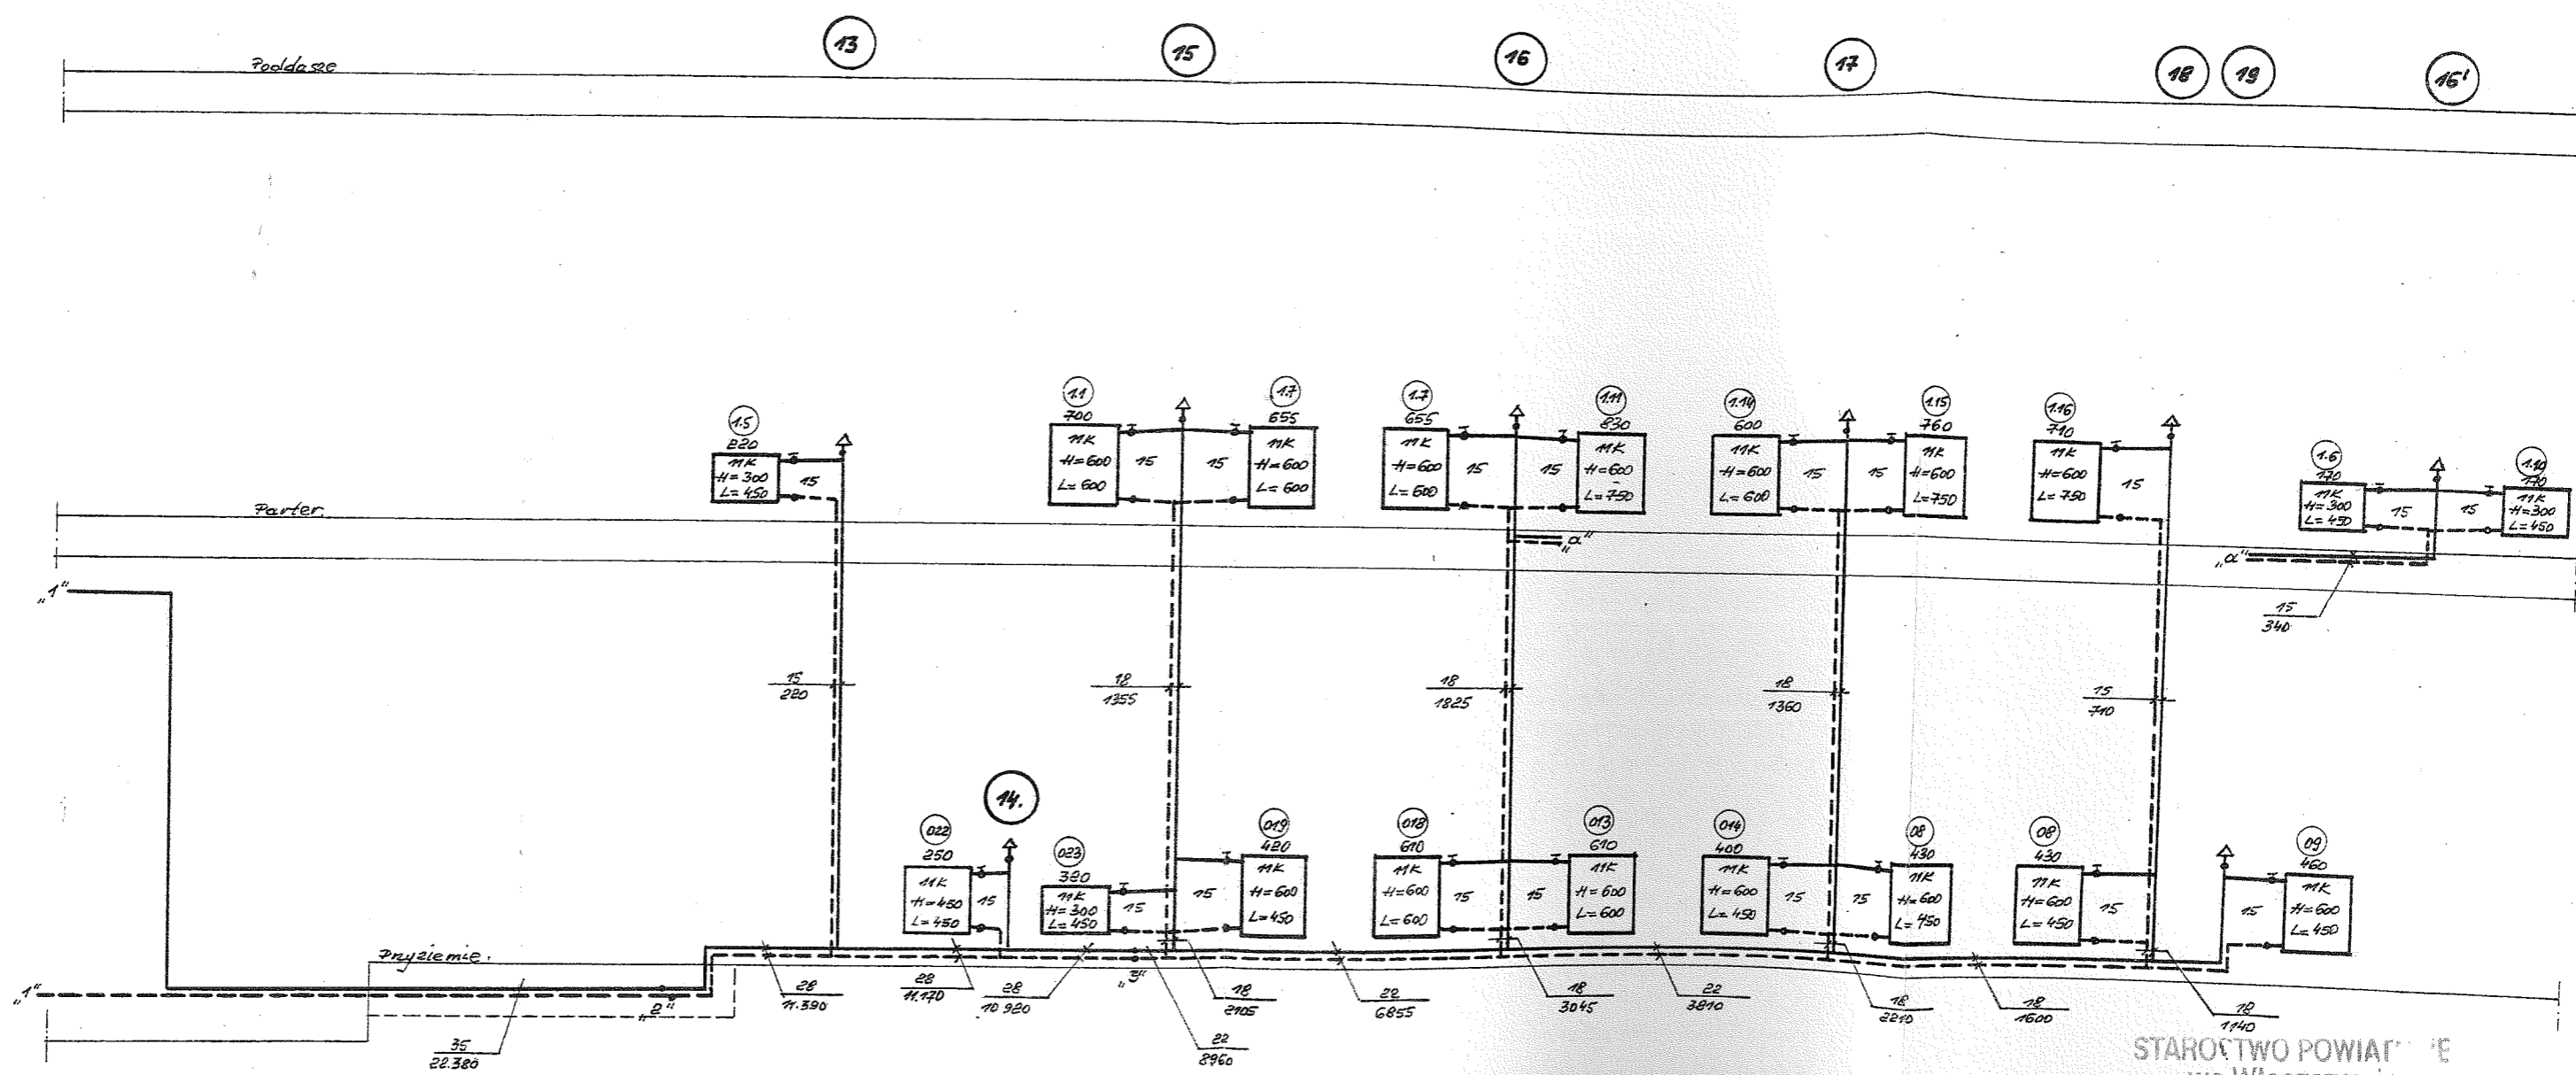 13
15
16
17
18
19
16'
Poddasze
1.5
220
11K
H=300
L=450
15
1.1
700
11K
H=600
L=600
15
15
1.7
655
11K
H=600
L=600
1.7
655
11K
H=600
L=600
15
15
1.11
830
11K
H=600
L=750
1.14
600
11K
H=600
L=600
15
15
1.15
760
11K
H=600
L=750
1.16
710
11K
H=600
L=750
15
1.6
170
11K
H=300
L=450
15
15
1.10
170
11K
H=300
L=450
Parter
„a"
„a"
15
340
„1"
15
220
18
1355
18
1825
18
1360
15
710
14.
022
250
11K
H=450
L=450
15
023
320
11K
H=300
L=450
15
15
019
420
11K
H=600
L=450
018
610
11K
H=600
L=600
15
15
013
610
11K
H=600
L=600
014
400
11K
H=600
L=450
15
15
08
430
11K
H=600
L=450
08
430
11K
H=600
L=450
15
15
09
460
11K
H=600
L=450
Przyziemie.
„1"
„2"
„3"
35
22.380
28
11.390
28
11.170
28
10 920
22
8960
18
2105
22
6855
18
3045
22
3810
18
2210
18
1600
18
1140
STAROSTWO